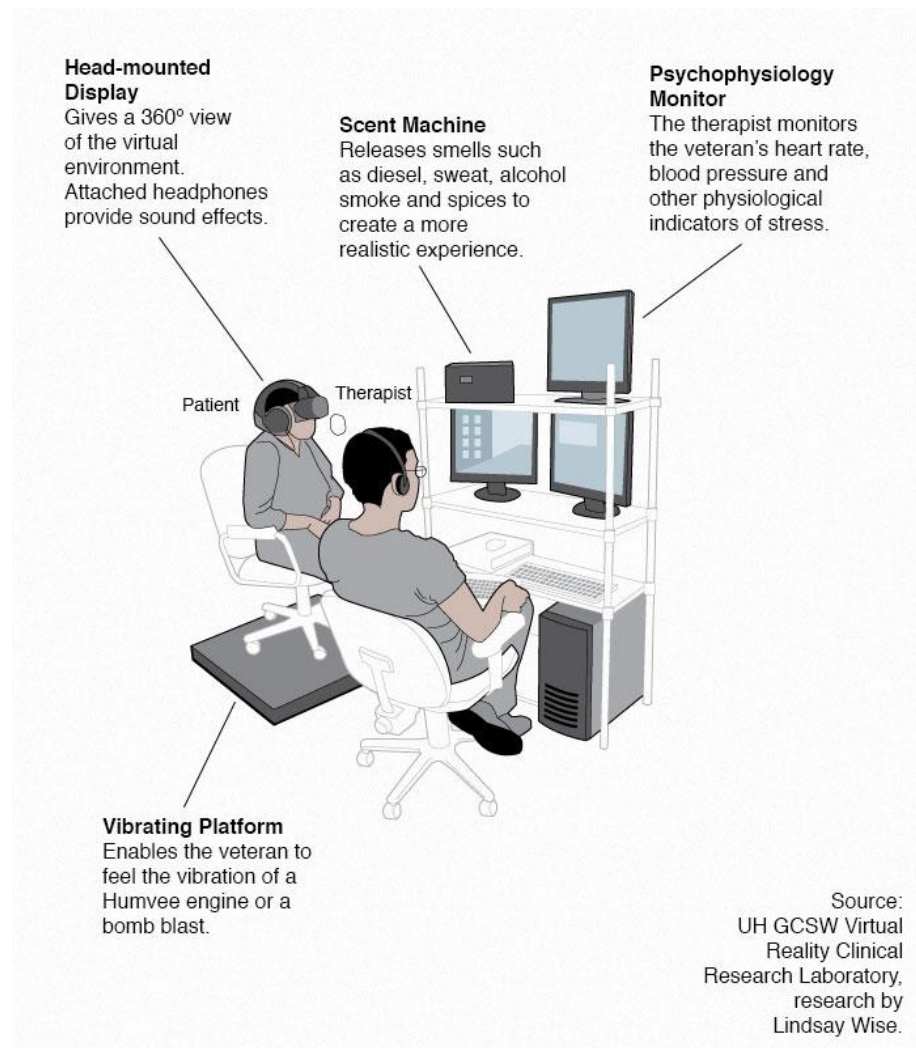 Head-mounted
Display
Gives a 360º view
of the virtual
environment.
Attached headphones
provide sound effects.
Scent Machine
Releases smells such
as diesel, sweat, alcohol
smoke and spices to
create a more
realistic experience.
Psychophysiology
Monitor
The therapist monitors
the veteran’s heart rate,
blood pressure and
other physiological
indicators of stress.
Patient
Therapist
Vibrating Platform
Enables the veteran to
feel the vibration of a
Humvee engine or a
bomb blast.
Source:
UH GCSW Virtual
Reality Clinical
Research Laboratory,
research by
Lindsay Wise.